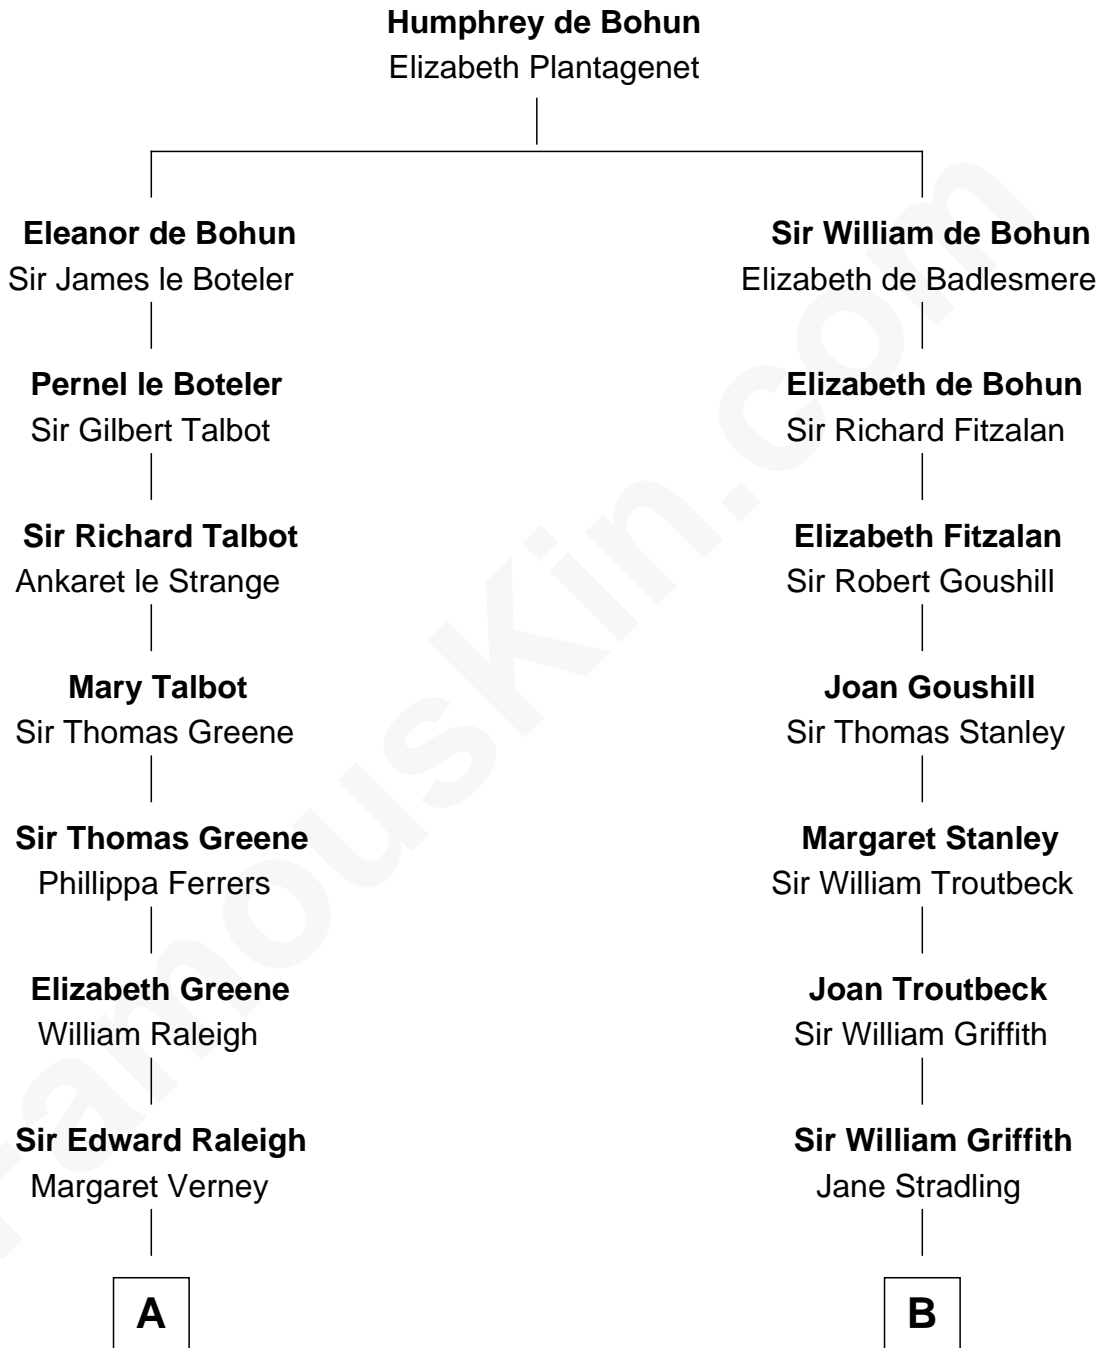 Humphrey de Bohun
Elizabeth Plantagenet
Eleanor de Bohun
Sir James le Boteler
Sir William de Bohun
Elizabeth de Badlesmere
Pernel le Boteler
Sir Gilbert Talbot
Elizabeth de Bohun
Sir Richard Fitzalan
Sir Richard Talbot
Ankaret le Strange
Elizabeth Fitzalan
Sir Robert Goushill
Mary Talbot
Sir Thomas Greene
Joan Goushill
Sir Thomas Stanley
Sir Thomas Greene
Phillippa Ferrers
Margaret Stanley
Sir William Troutbeck
Elizabeth Greene
William Raleigh
Joan Troutbeck
Sir William Griffith
Sir Edward Raleigh
Margaret Verney
Sir William Griffith
Jane Stradling
A
B
FamousKin.com